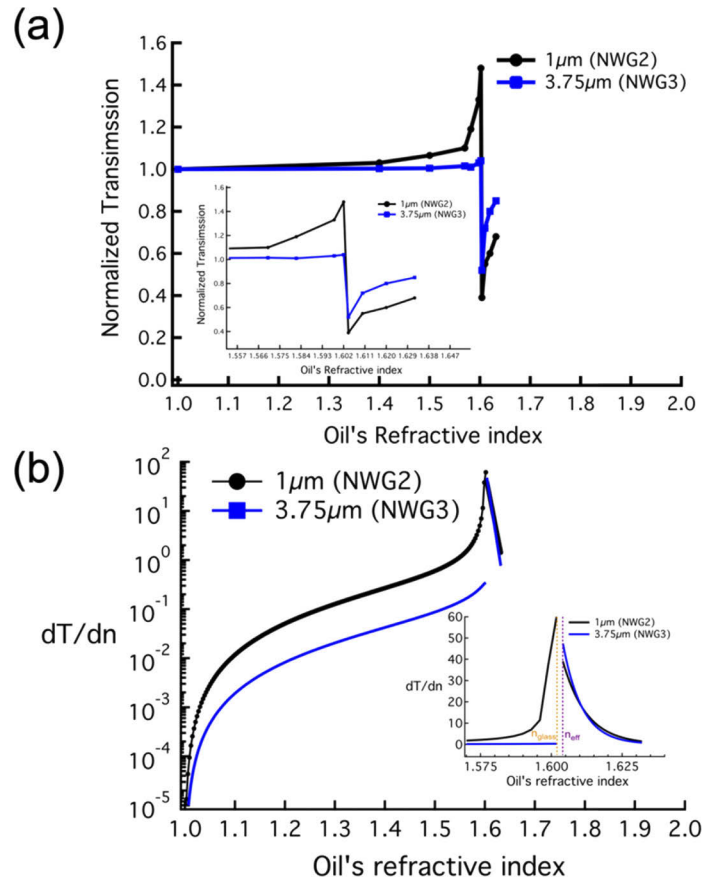 (a)
1.6
1.4
1.2
1.0
0.8
0.6
0.4
0.2
0.0
Normalized Transimssion
1µm (NWG2)
3.75µm (NWG3)
1.6
1.4
1.2
1.0
0.8
0.6
0.4
Normalized Transimssion
1µm (NWG2)
3.75µm (NWG3)
1.557 1.566 1.575 1.584 1.593 1.602 1.611 1.620 1.629 1.638 1.647
Oil's Refractive index
1.0 1.1 1.2 1.3 1.4 1.5 1.6 1.7 1.8 1.9 2.0
Oil's Refractive index
(b)
10^2
10^1
10^0
10^-1
10^-2
10^-3
10^-4
10^-5
dT/dn
1µm (NWG2)
3.75µm (NWG3)
60
50
40
30
20
10
0
dT/dn
1µm (NWG2)
3.75µm (NWG3)
n_glass n_eff
1.575 1.600 1.625
Oil's refractive index
1.0 1.1 1.2 1.3 1.4 1.5 1.6 1.7 1.8 1.9 2.0
Oil's refractive index